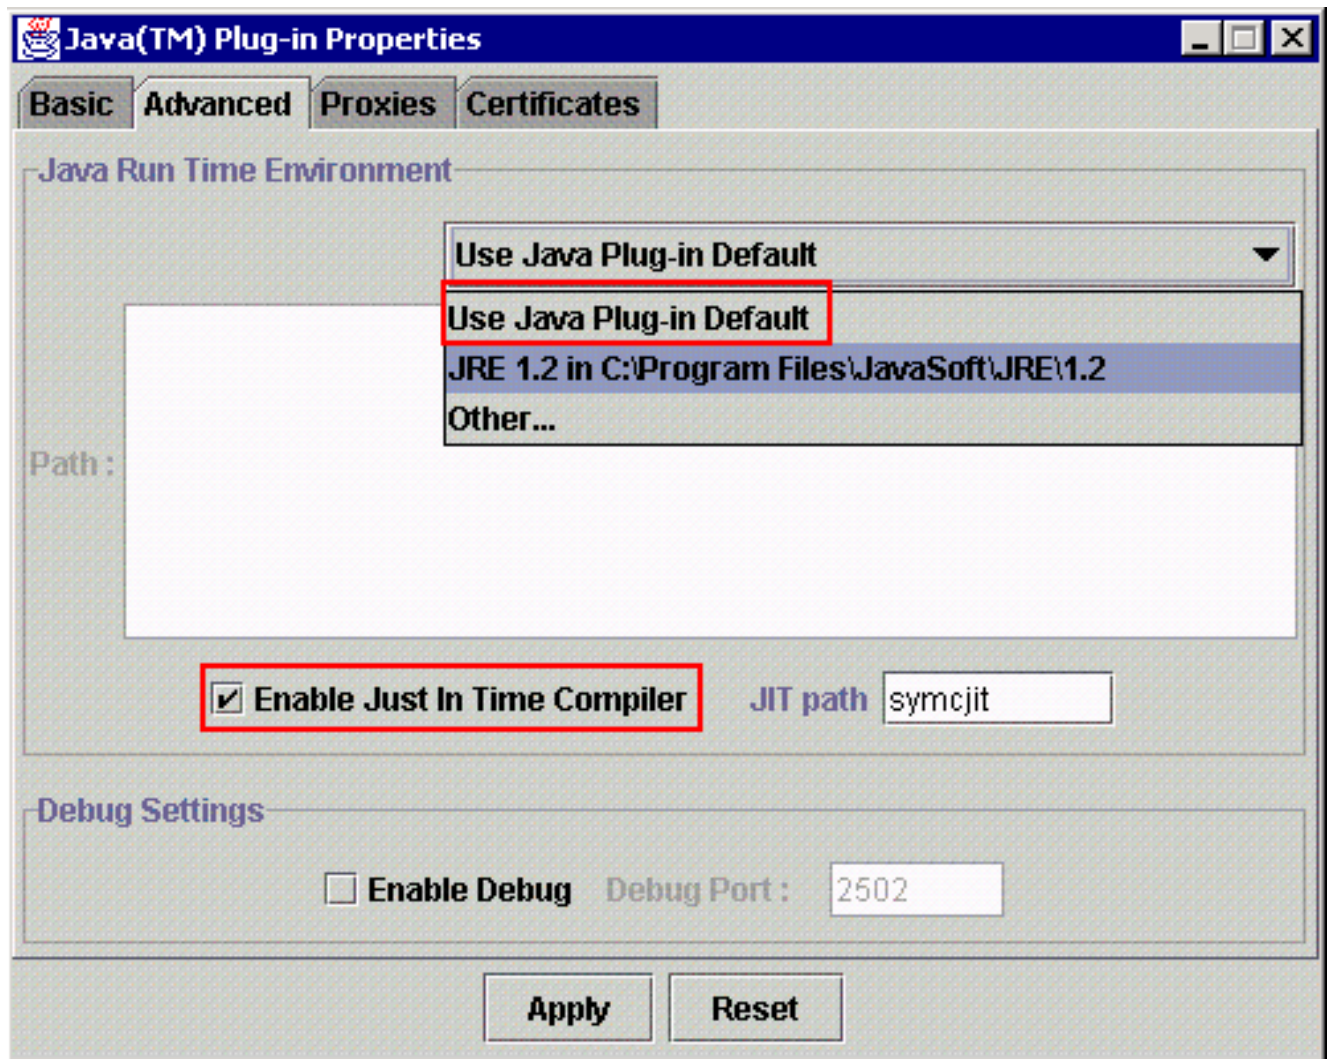 Java(TM) Plug-in Properties
Basic Advanced Proxies Certificates
Java Run Time Environment
Use Java Plug-in Default
Use Java Plug-in Default
JRE 1.2 in C:\Program Files\JavaSoft\JRE\1.2
Other...
Path :
Enable Just In Time Compiler JIT path symcjit
Debug Settings
Enable Debug Debug Port : 2502
Apply Reset